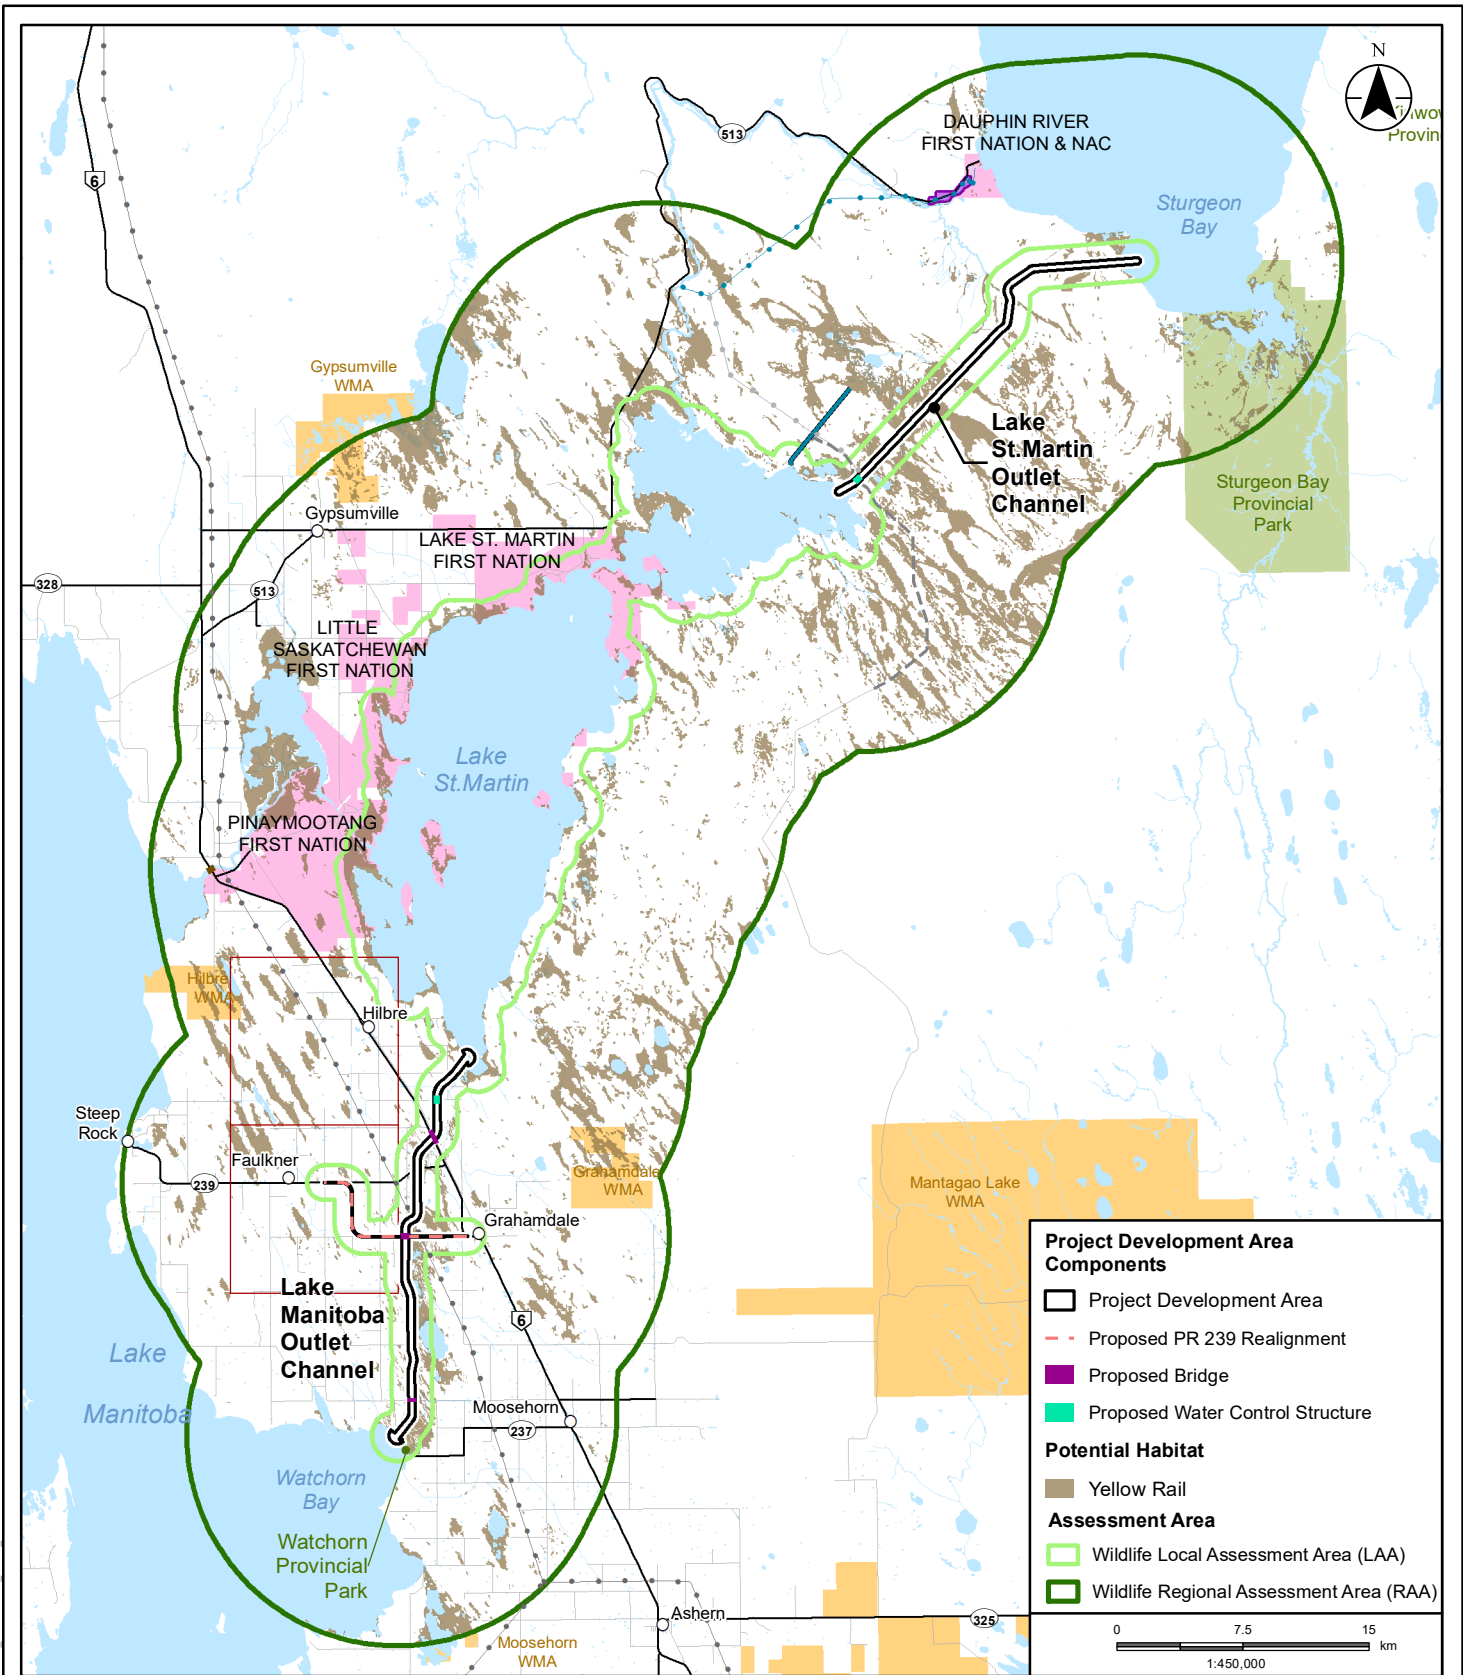 N
513
DAUPHIN RIVER
FIRST NATION & NAC
Provin
6
Sturgeon
Bay
Gypsumville
WMA
Lake
St.Martin
Outlet
Channel
Sturgeon Bay
Provincial
Park
Gypsumville
LAKE ST. MARTIN
FIRST NATION
328
513
LITTLE
SASKATCHEWAN
FIRST NATION
Lake
St.Martin
PINAYMOOTANG
FIRST NATION
Hilbre
WMA
Hilbre
Steep
Rock
Faulkner
239
Grahamdale
WMA
Mantagao Lake
WMA
Grahamdale
Lake
Manitoba
Outlet
Channel
6
Lake
Manitoba
Moosehorn
237
Watchorn
Bay
Watchorn
Provincial
Park
Ashern
325
Moosehorn
WMA
Project Development Area
Components
Project Development Area
Proposed PR 239 Realignment
Proposed Bridge
Proposed Water Control Structure
Potential Habitat
Yellow Rail
Assessment Area
Wildlife Local Assessment Area (LAA)
Wildlife Regional Assessment Area (RAA)
0 7.5 15
km
1:450,000